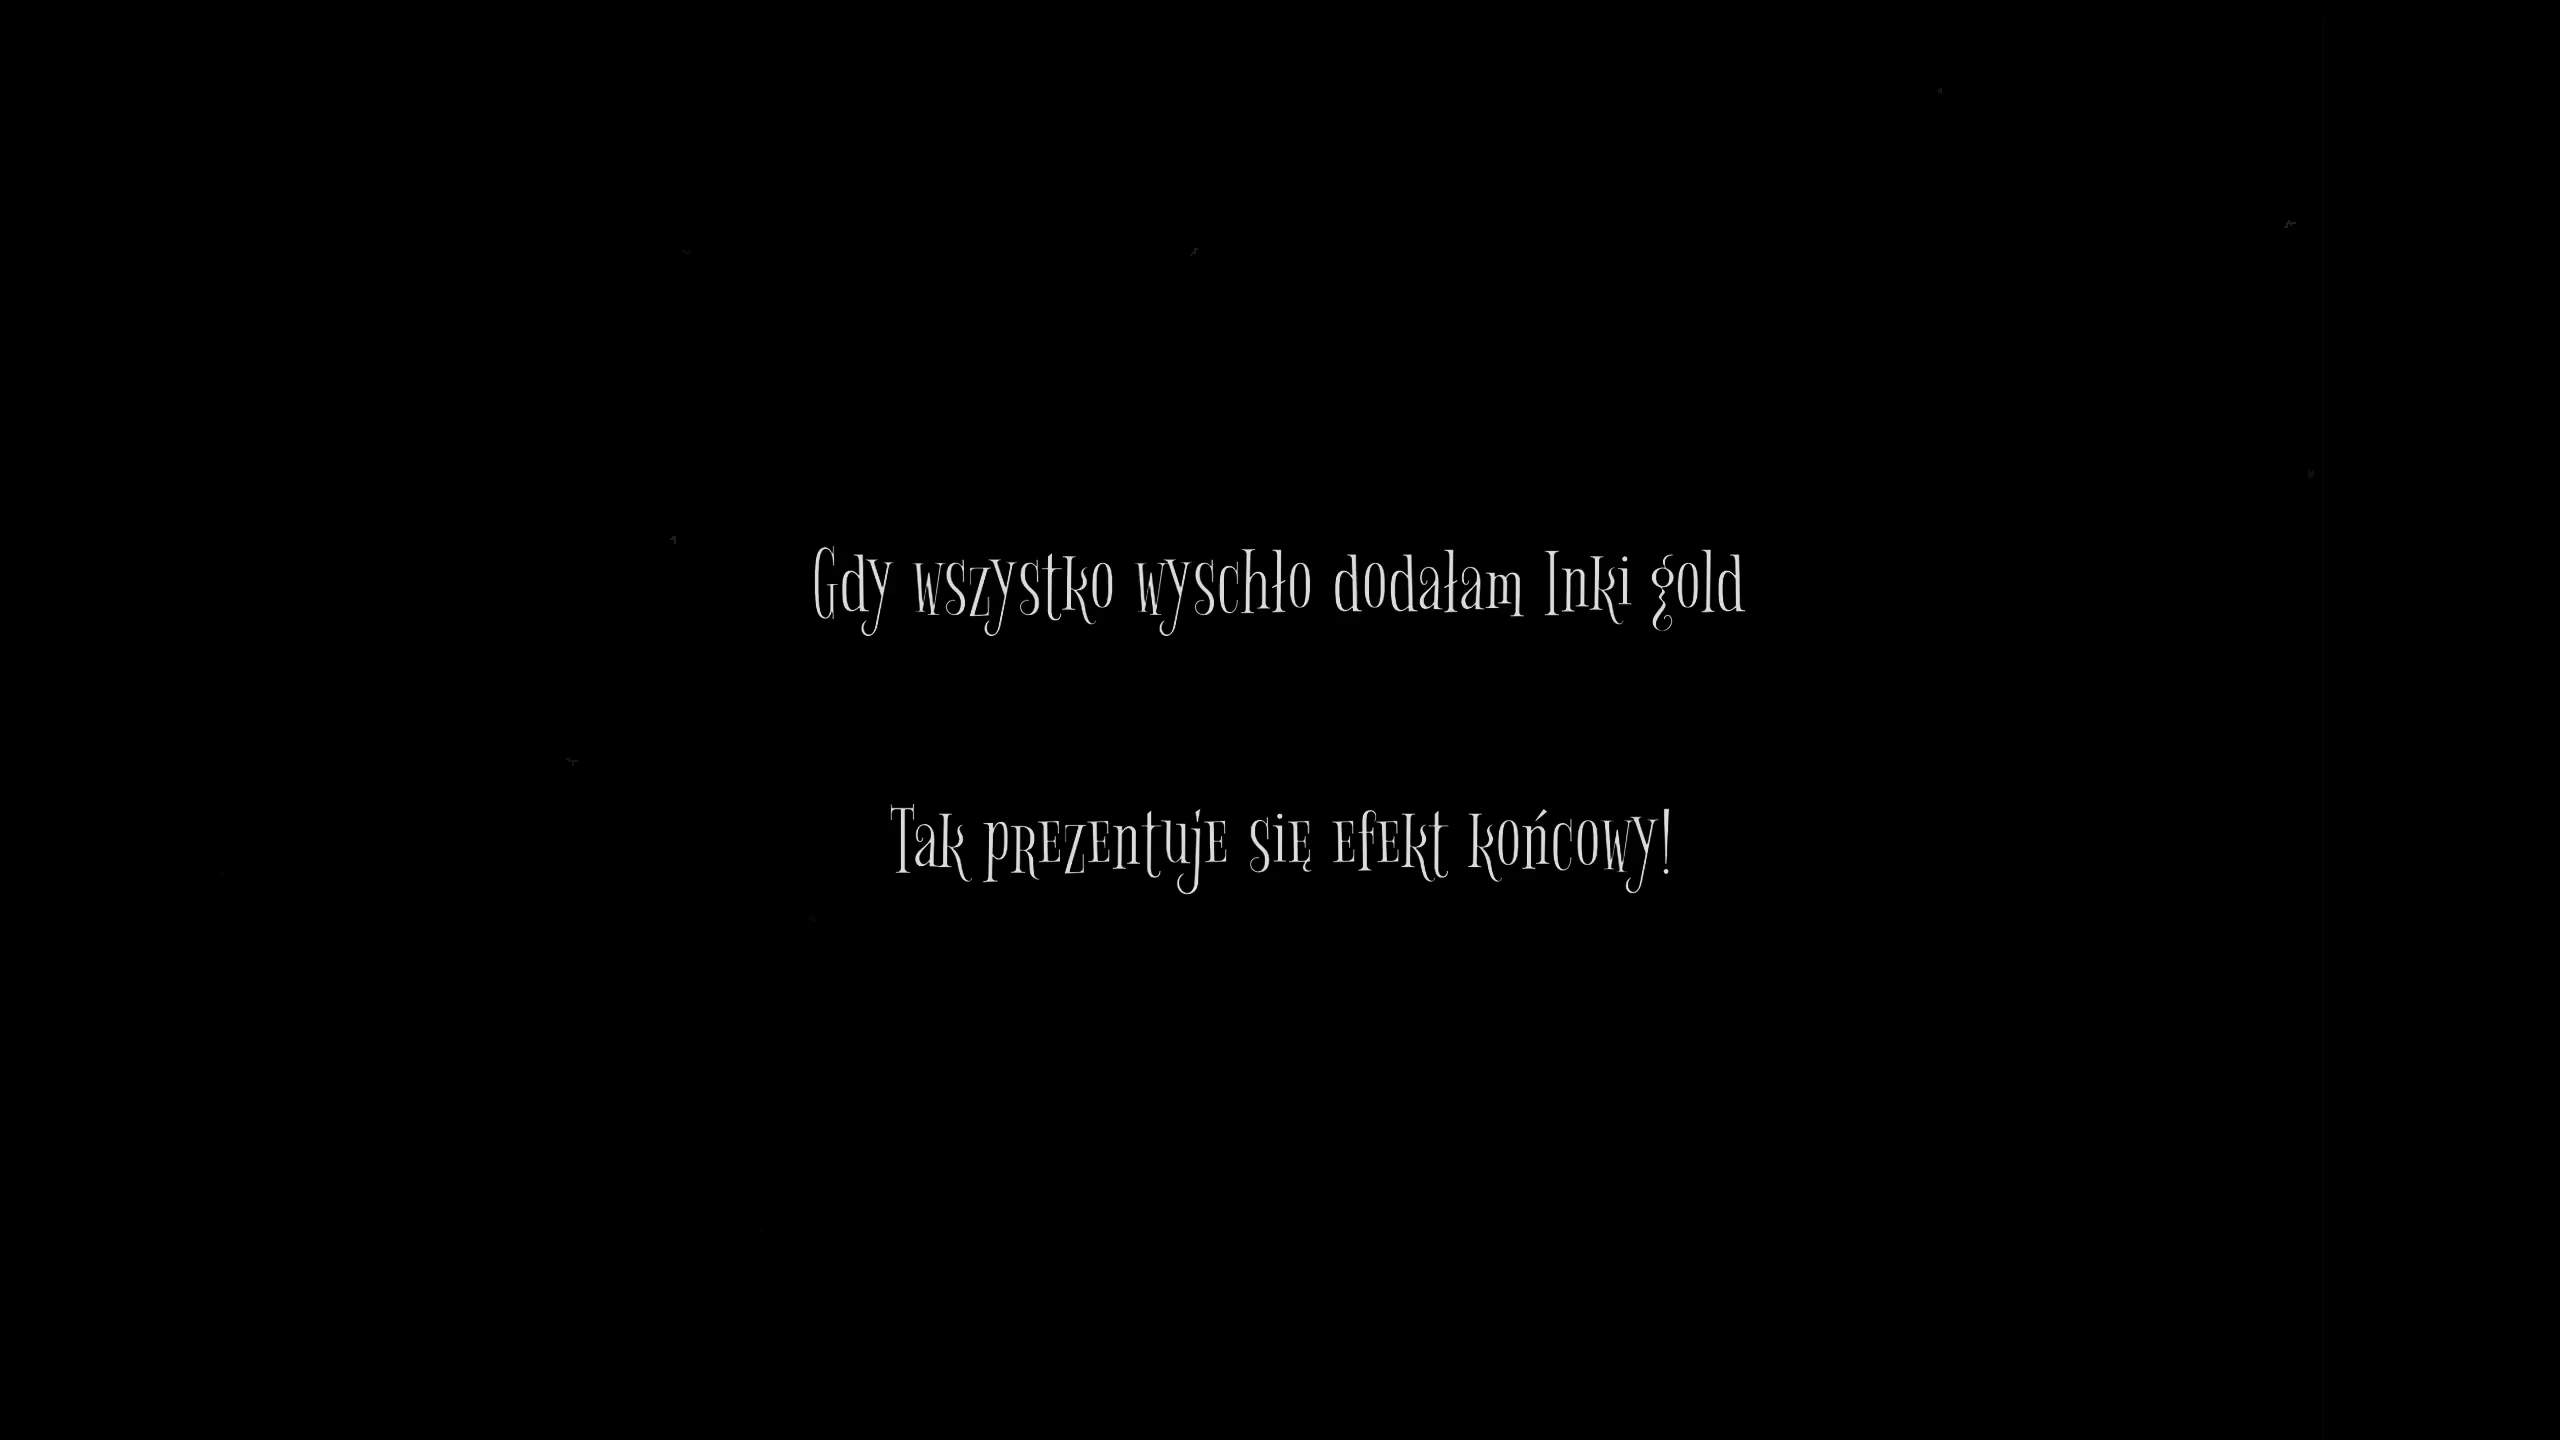 Gdy wszystko wyschło dodałam Inki gold
Tak prezentuje się efekt końcowy!